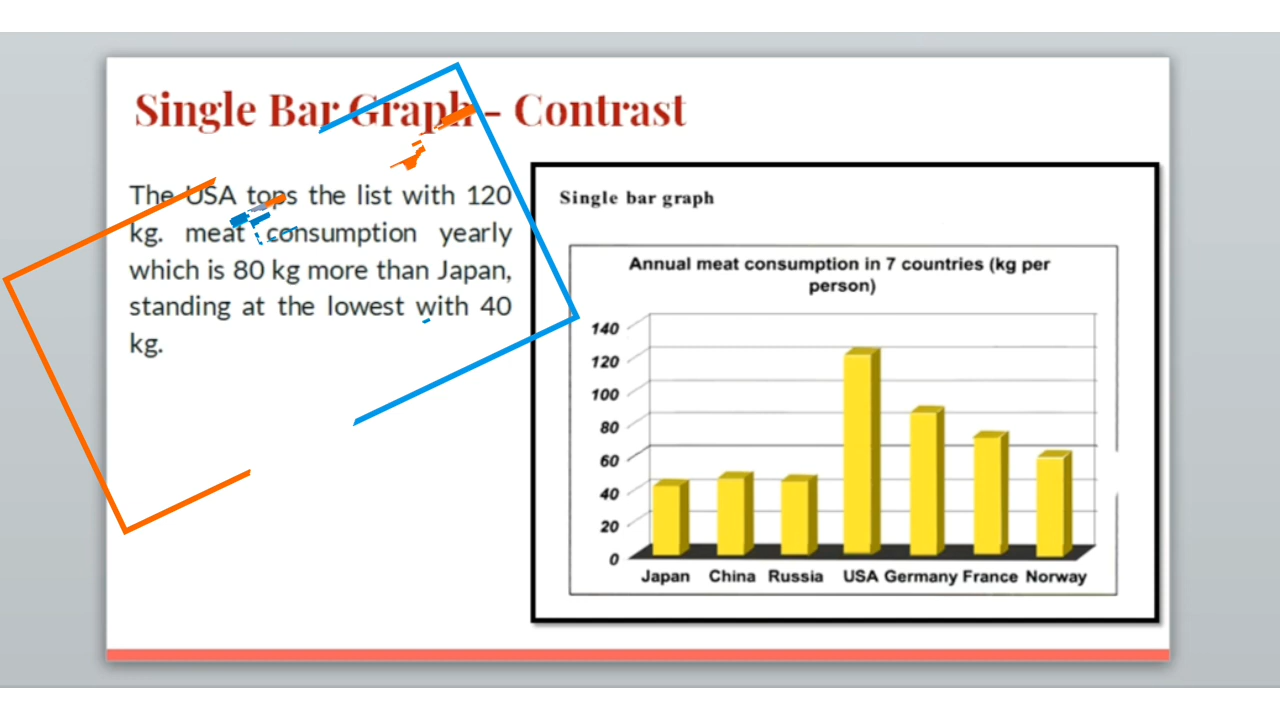 Single Bar Graph - Contrast
The USA tops the list with 120
kg. meat consumption yearly
which is 80 kg more than Japan,
standing at the lowest with 40
kg.
Single bar graph
Annual meat consumption in 7 countries (kg per
person)
140
120
100
80
60
40
20
0
Japan China Russia USA Germany France Norway